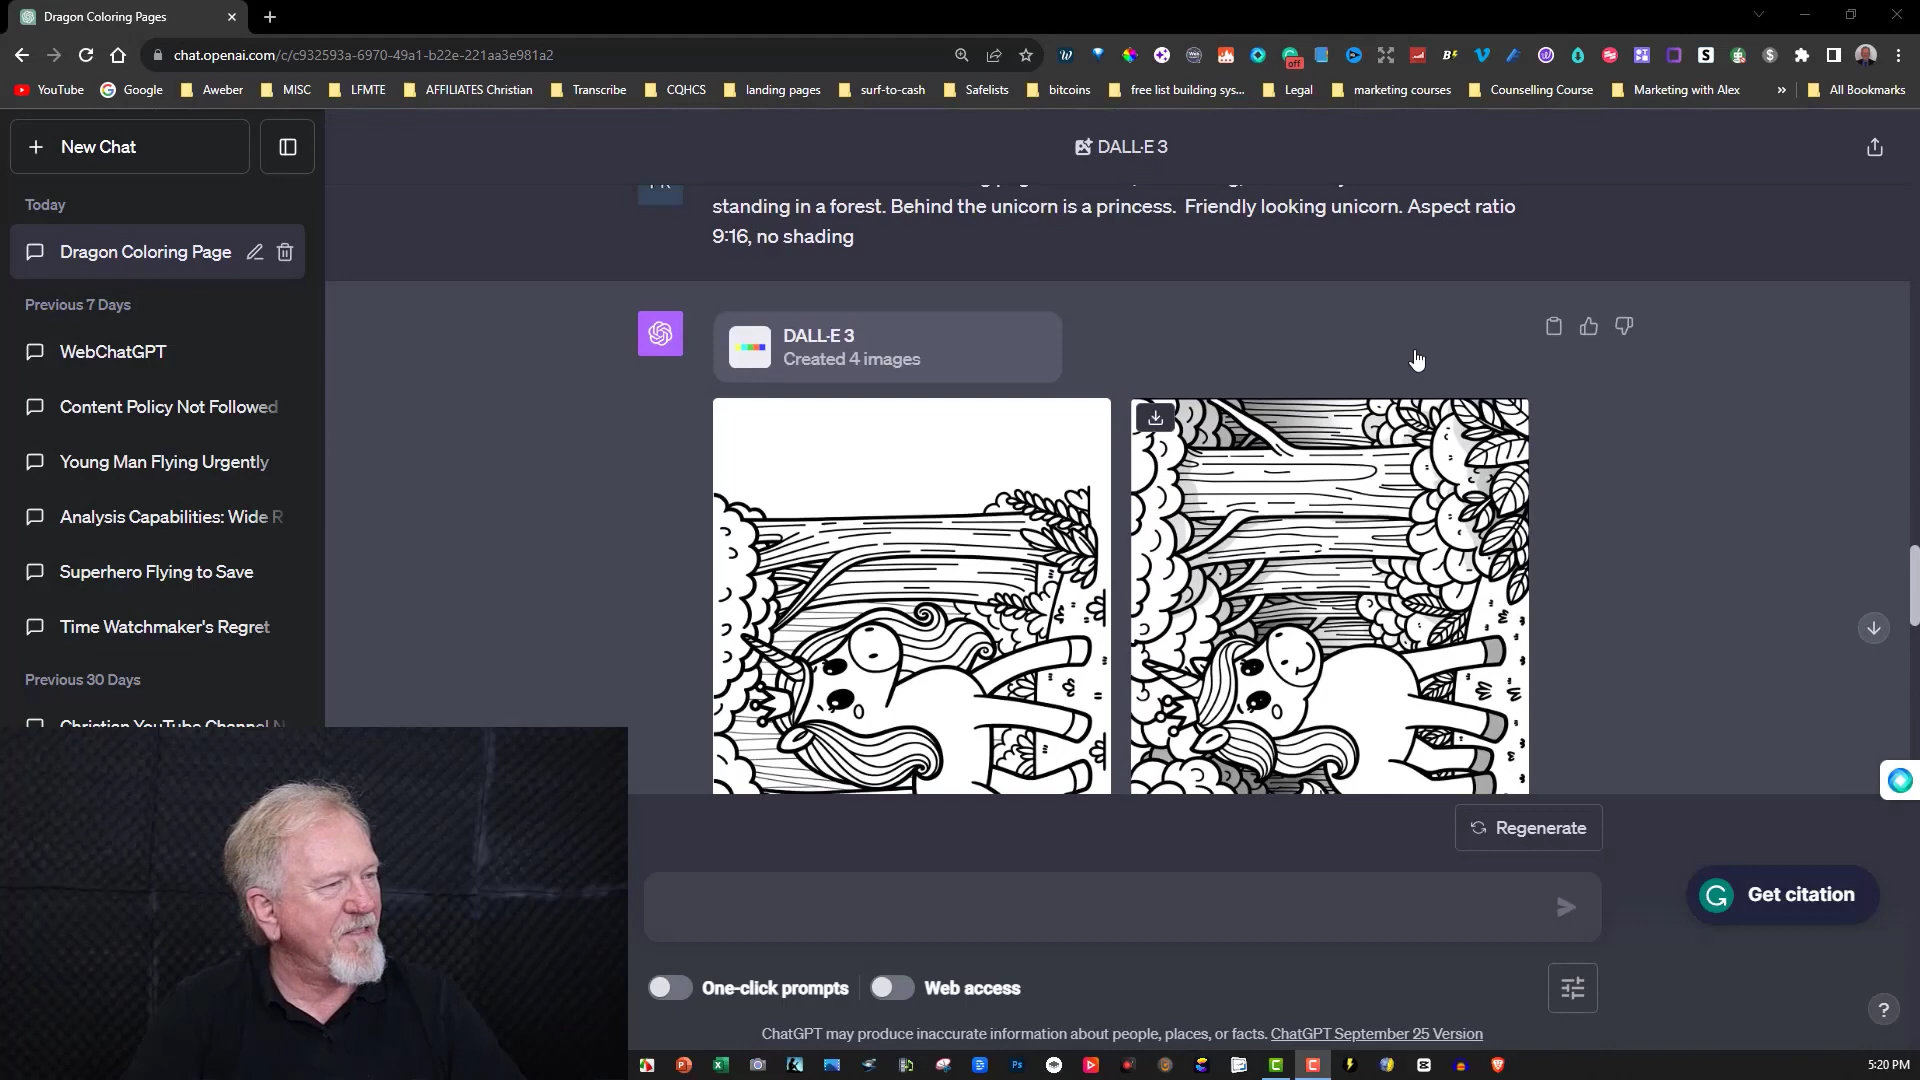 Dragon Coloring Pages
chat.openai.com/c/c932593a-6970-49a1-b22e-221aa3e981a2
off
YouTube
Google
Aweber
MISC
LFMTE
AFFILIATES Christian
Transcribe
CQHCS
landing pages
surf-to-cash
Safelists
bitcoins
free list building sys...
Legal
marketing courses
Counselling Course
Marketing with Alex
»
All Bookmarks
+ New Chat
DALL·E 3
Today
Dragon Coloring Page
Previous 7 Days
WebChatGPT
Content Policy Not Followed
Young Man Flying Urgently
Analysis Capabilities: Wide R
Superhero Flying to Save
Time Watchmaker's Regret
Previous 30 Days
Christian YouTube Channel N
standing in a forest. Behind the unicorn is a princess. Friendly looking unicorn. Aspect ratio
9:16, no shading
DALL·E 3
Created 4 images
Regenerate
Get citation
One-click prompts
Web access
?
ChatGPT may produce inaccurate information about people, places, or facts. ChatGPT September 25 Version
5:20 PM